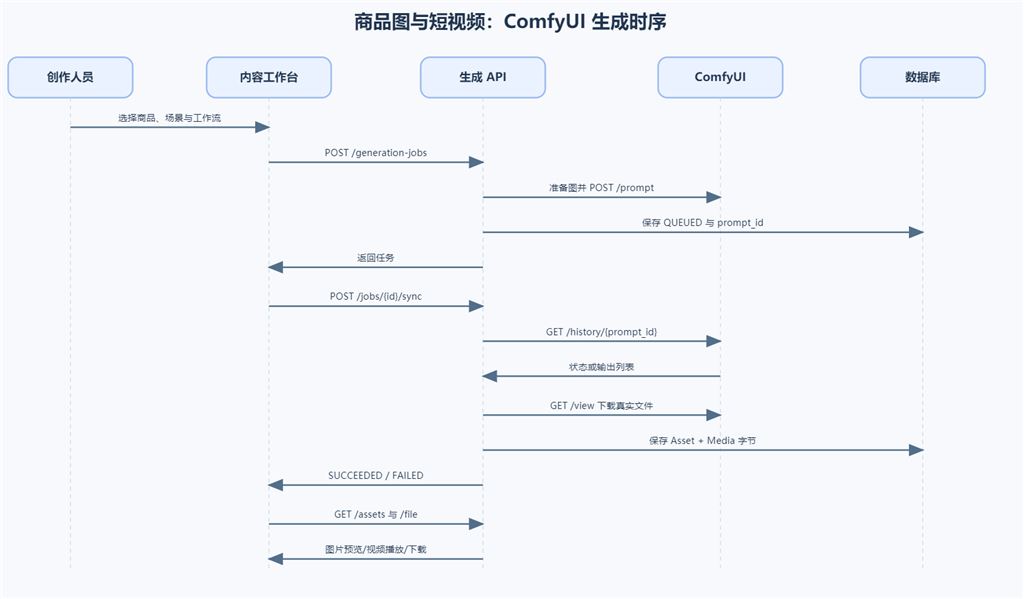 商品图与短视频：ComfyUI 生成时序
创作人员
内容工作台
生成 API
ComfyUI
数据库
选择商品、场景与工作流
POST /generation-jobs
准备图并 POST /prompt
保存 QUEUED 与 prompt_id
返回任务
POST /jobs/{id}/sync
GET /history/{prompt_id}
状态或输出列表
GET /view 下载真实文件
保存 Asset + Media 字节
SUCCEEDED / FAILED
GET /assets 与 /file
图片预览/视频播放/下载